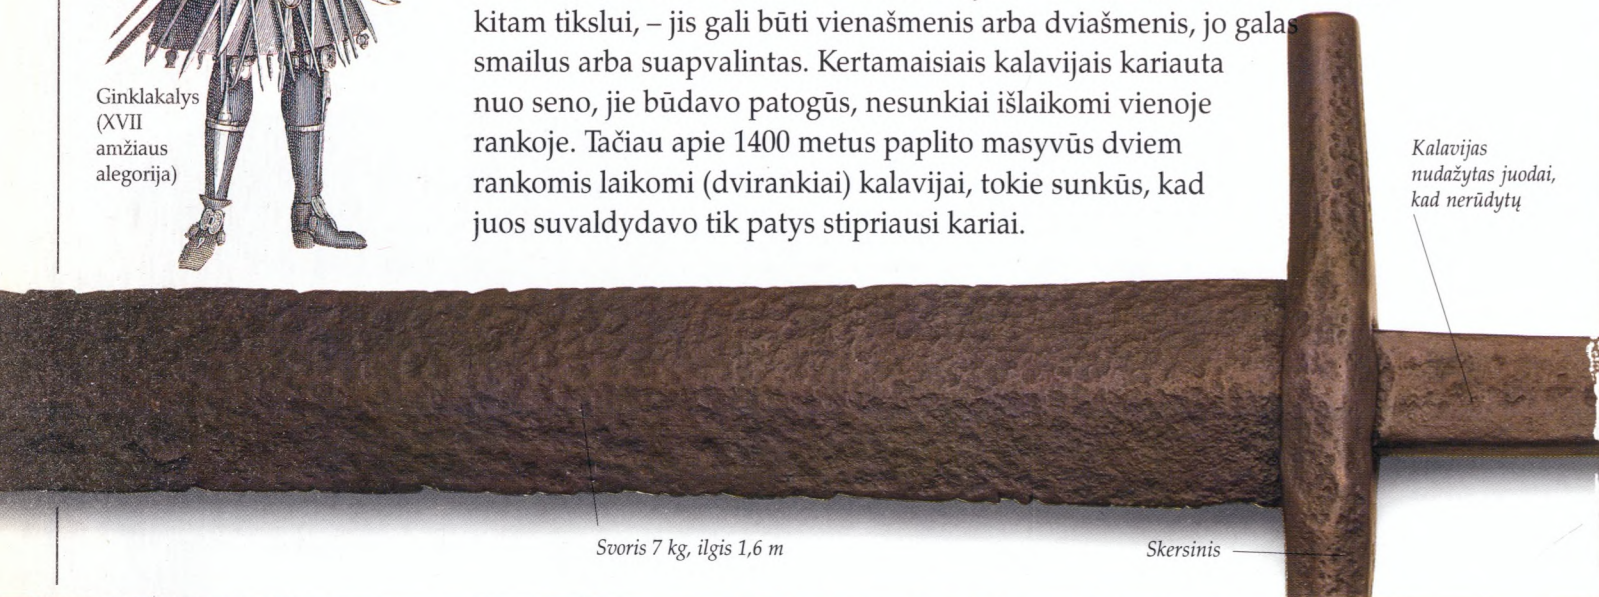 kitam tikslui, – jis gali būti vienašmenis arba dviašmenis, jo galas
smailus arba suapvalintas. Kertamaisiais kalavijais kariauta
nuo seno, jie būdavo patogūs, nesunkiai išlaikomi vienoje
rankoje. Tačiau apie 1400 metus paplito masyvūs dviem
rankomis laikomi (dvirankiai) kalavijai, tokie sunkūs, kad
juos suvaldydavo tik patys stipriausi kariai.
Ginklakalys
(XVII
amžiaus
alegorija)
Kalavijas
nudažytas juodai,
kad nerūdytų
Svoris 7 kg, ilgis 1,6 m
Skersinis